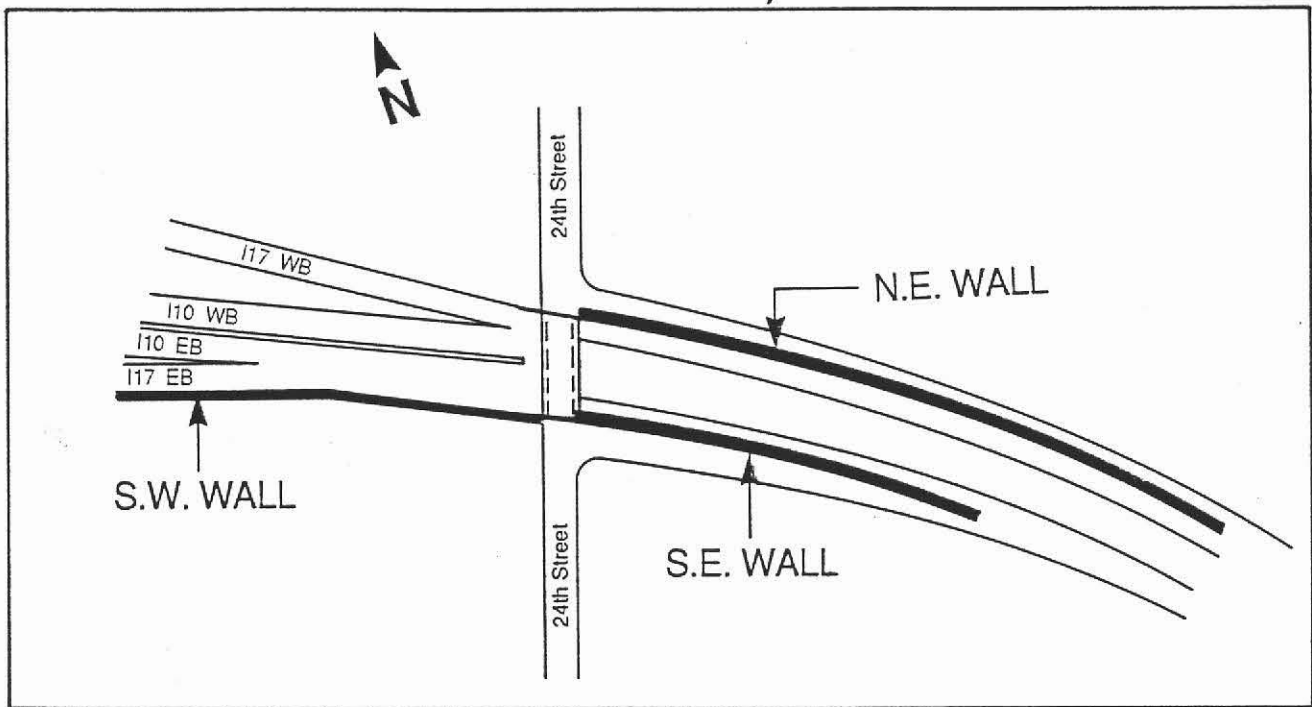 N
24th Street
I17 WB
N.E. WALL
I10 WB
I10 EB
I17 EB
S.W. WALL
S.E. WALL
24th Street